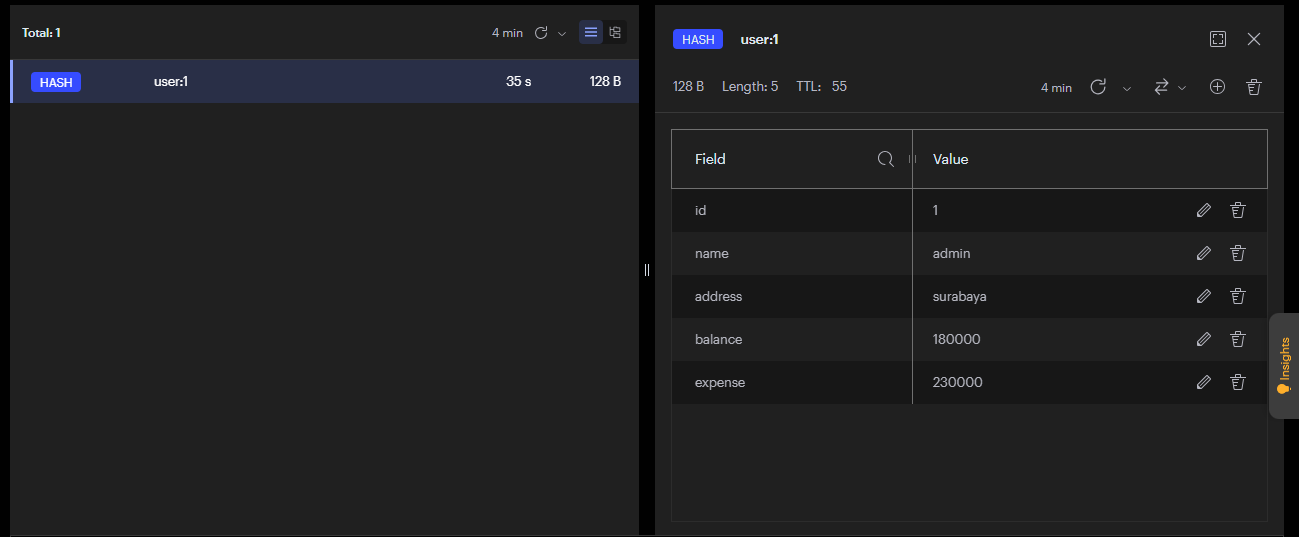 Total: 1
4 min
HASH user:1 35 s 128 B
HASH user:1
128 B Length: 5 TTL: 55
4 min
Field Value
id 1
name admin
address surabaya
balance 180000
expense 230000
Insights